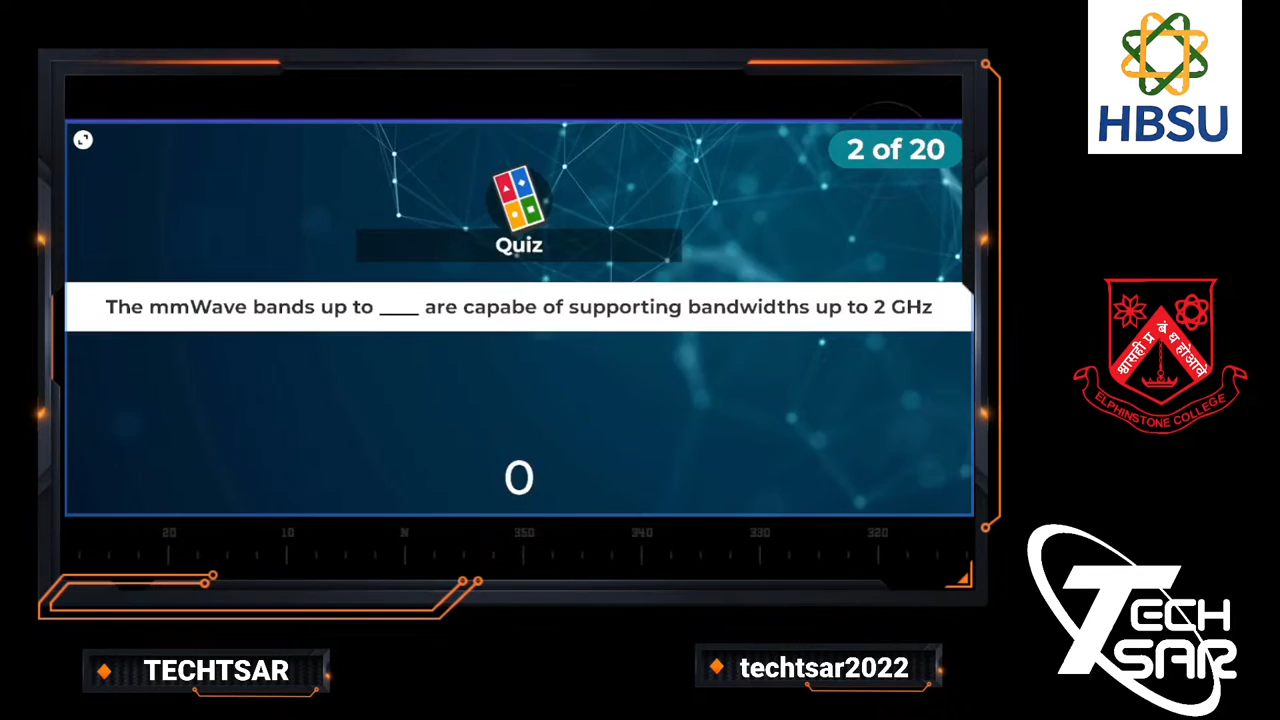 HBSU
2 of 20
Quiz
The mmWave bands up to ____ are capabe of supporting bandwidths up to 2 GHz
0
20 10 N 350 340 330 320
ELPHINSTONE COLLEGE
TECH
SAR
TECHTSAR
techtsar2022